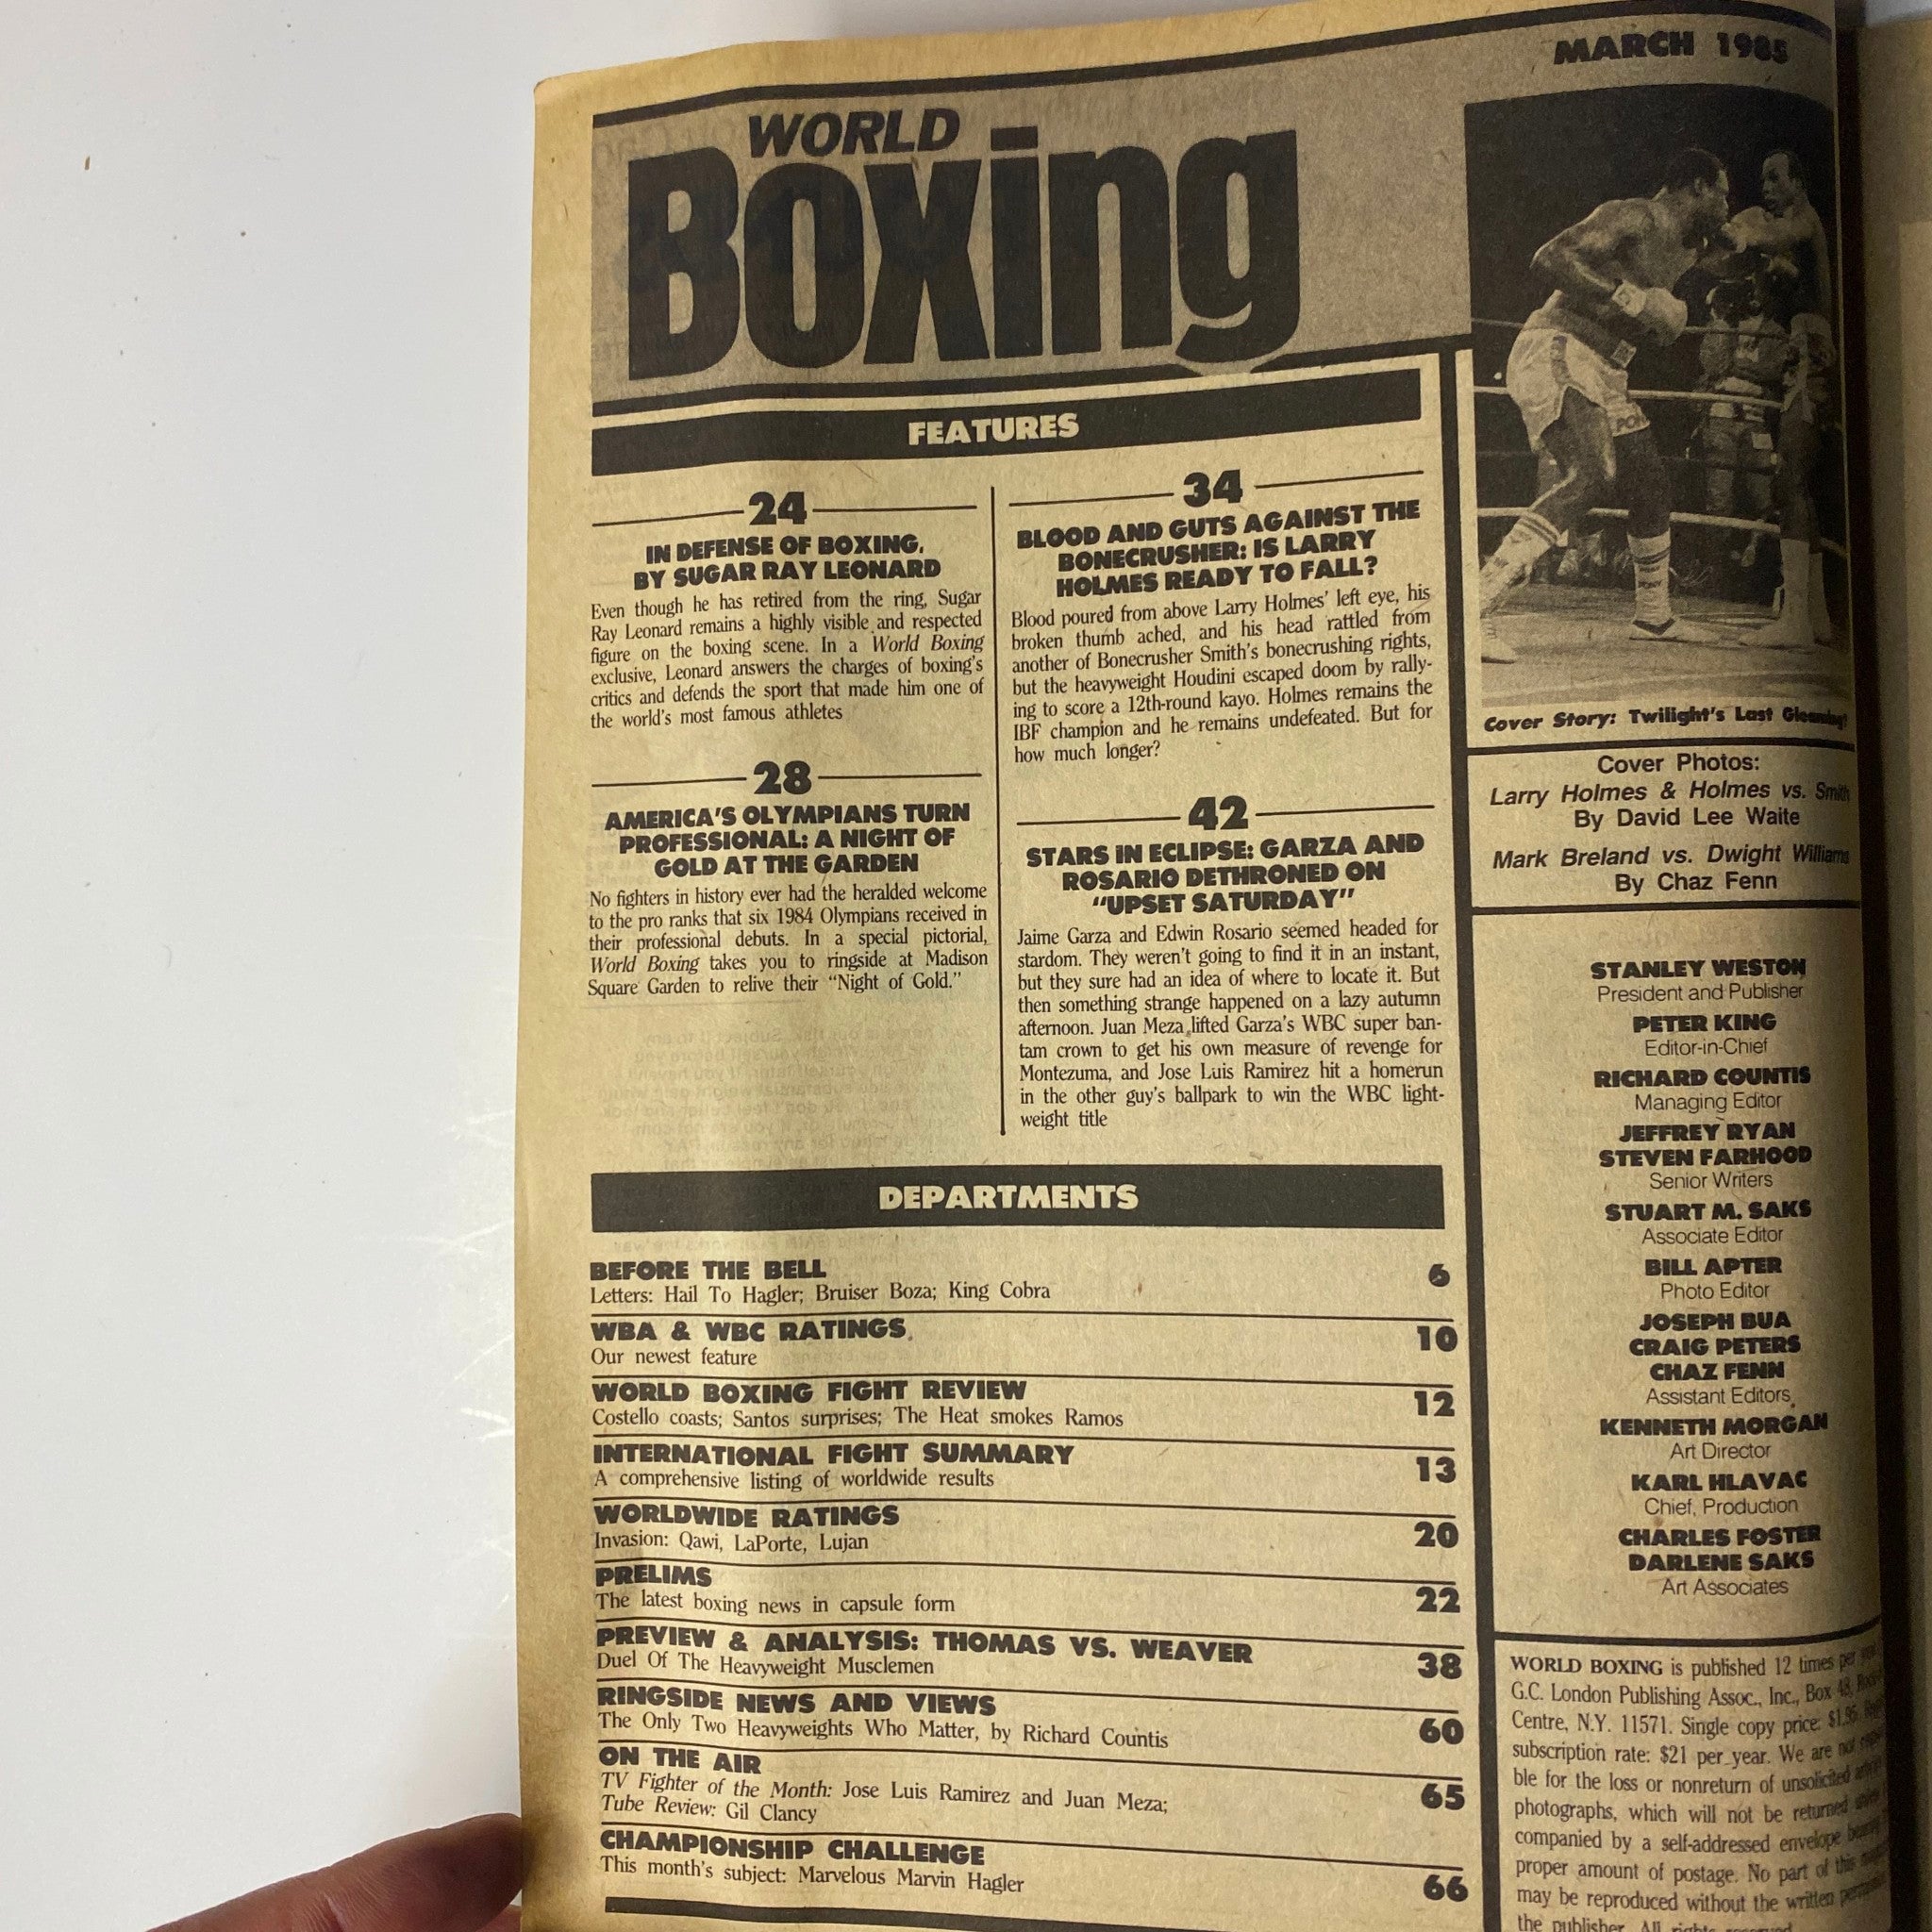 MARCH 1985
WORLD
Boxing
FEATURES
24
IN DEFENSE OF BOXING,
BY SUGAR RAY LEONARD
Even though he has retired from the ring, Sugar
Ray Leonard remains a highly visible and respected
figure on the boxing scene. In a World Boxing
exclusive, Leonard answers the charges of boxing's
critics and defends the sport that made him one of
the world's most famous athletes
28
AMERICA'S OLYMPIANS TURN
PROFESSIONAL: A NIGHT OF
GOLD AT THE GARDEN
No fighters in history ever had the heralded welcome
to the pro ranks that six 1984 Olympians received in
their professional debuts. In a special pictorial,
World Boxing takes you to ringside at Madison
Square Garden to relive their "Night of Gold."
34
BLOOD AND GUTS AGAINST THE
BONECRUSHER: IS LARRY
HOLMES READY TO FALL?
Blood poured from above Larry Holmes' left eye, his
broken thumb ached, and his head rattled from
another of Bonecrusher Smith's bonecrushing rights,
but the heavyweight Houdini escaped doom by rally-
ing to score a 12th-round kayo. Holmes remains the
IBF champion and he remains undefeated. But for
how much longer?
42
STARS IN ECLIPSE: GARZA AND
ROSARIO DETHRONED ON
"UPSET SATURDAY"
Jaime Garza and Edwin Rosario seemed headed for
stardom. They weren't going to find it in an instant,
but they sure had an idea of where to locate it. But
then something strange happened on a lazy autumn
afternoon. Juan Meza lifted Garza's WBC super ban-
tam crown to get his own measure of revenge for
Montezuma, and Jose Luis Ramirez hit a homerun
in the other guy's ballpark to win the WBC light-
weight title
DEPARTMENTS
BEFORE THE BELL 6
Letters: Hail To Hagler; Bruiser Boza; King Cobra
WBA & WBC RATINGS 10
Our newest feature
WORLD BOXING FIGHT REVIEW 12
Costello coasts; Santos surprises; The Heat smokes Ramos
INTERNATIONAL FIGHT SUMMARY 13
A comprehensive listing of worldwide results
WORLDWIDE RATINGS 20
Invasion: Qawi, LaPorte, Lujan
PRELIMS 22
The latest boxing news in capsule form
PREVIEW & ANALYSIS: THOMAS VS. WEAVER 38
Duel Of The Heavyweight Musclemen
RINGSIDE NEWS AND VIEWS 60
The Only Two Heavyweights Who Matter, by Richard Countis
ON THE AIR 65
TV Fighter of the Month: Jose Luis Ramirez and Juan Meza;
Tube Review: Gil Clancy
CHAMPIONSHIP CHALLENGE 66
This month's subject: Marvelous Marvin Hagler
Cover Story: Twilight's Last Gleaming?
Cover Photos:
Larry Holmes & Holmes vs. Smith
By David Lee Waite
Mark Breland vs. Dwight Williams
By Chaz Fenn
STANLEY WESTON
President and Publisher
PETER KING
Editor-in-Chief
RICHARD COUNTIS
Managing Editor
JEFFREY RYAN
STEVEN FARHOOD
Senior Writers
STUART M. SAKS
Associate Editor
BILL APTER
Photo Editor
JOSEPH BUA
CRAIG PETERS
CHAZ FENN
Assistant Editors
KENNETH MORGAN
Art Director
KARL HLAVAC
Chief, Production
CHARLES FOSTER
DARLENE SAKS
Art Associates
WORLD BOXING is published 12 times per
G.C. London Publishing Assoc., Inc., Box 48,
Centre, N.Y. 11571. Single copy price: $1.95.
subscription rate: $21 per year. We are not
ble for the loss or nonreturn of unsolicited
photographs, which will not be returned
companied by a self-addressed envelope
proper amount of postage. No part of this
may be reproduced without the written
the publisher. All rights reserved